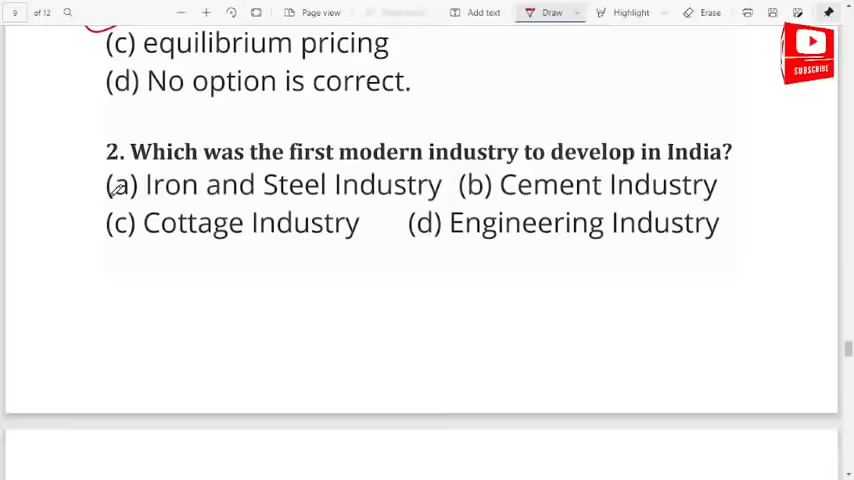 9 of 12 Page view Add text Draw Highlight Erase
(c) equilibrium pricing
SUBSCRIBE
(d) No option is correct.
2. Which was the first modern industry to develop in India?
(a) Iron and Steel Industry (b) Cement Industry
(c) Cottage Industry (d) Engineering Industry